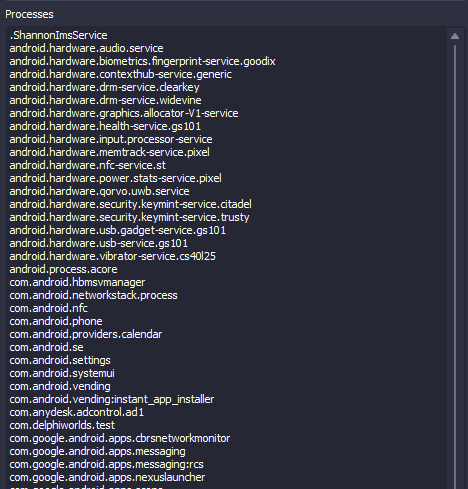 Processes
.ShannonImsService
android.hardware.audio.service
android.hardware.biometrics.fingerprint-service.goodix
android.hardware.contexthub-service.generic
android.hardware.drm-service.clearkey
android.hardware.drm-service.widevine
android.hardware.graphics.allocator-V1-service
android.hardware.health-service.gs101
android.hardware.input.processor-service
android.hardware.memtrack-service.pixel
android.hardware.nfc-service.st
android.hardware.power.stats-service.pixel
android.hardware.qorvo.uwb.service
android.hardware.security.keymint-service.citadel
android.hardware.security.keymint-service.trusty
android.hardware.usb.gadget-service.gs101
android.hardware.usb-service.gs101
android.hardware.vibrator-service.cs40l25
android.process.acore
com.android.hbmsvmanager
com.android.networkstack.process
com.android.nfc
com.android.phone
com.android.providers.calendar
com.android.se
com.android.settings
com.android.systemui
com.android.vending
com.android.vending:instant_app_installer
com.anydesk.adcontrol.ad1
com.delphiworlds.test
com.google.android.apps.cbrsnetworkmonitor
com.google.android.apps.messaging
com.google.android.apps.messaging:rcs
com.google.android.apps.nexuslauncher